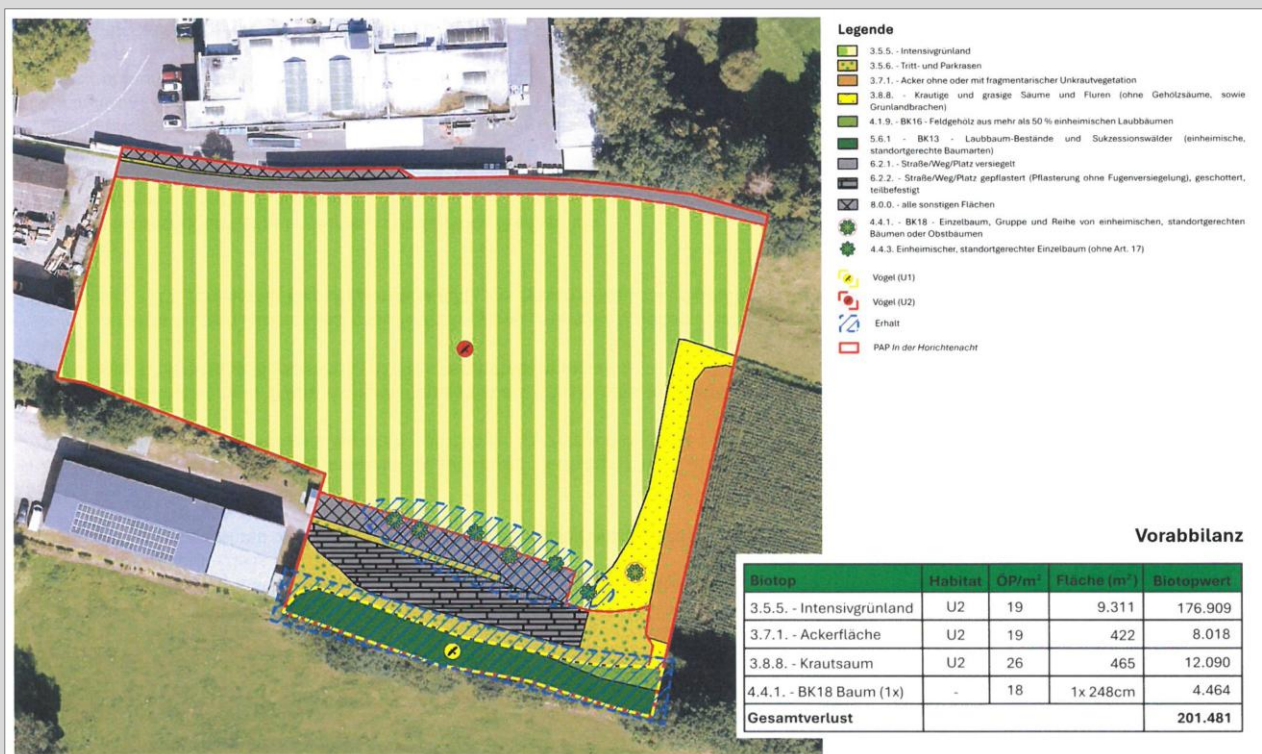 Legende
3.5.5. - Intensivgrünland
3.5.6. - Tritt- und Parkrasen
3.7.1. - Acker ohne oder mit fragmentarischer Unkrautvegetation
3.8.8. - Krautige und grasige Säume und Fluren (ohne Gehölzsäume, sowie
Grünlandbrachen)
4.1.9. - BK16 - Feldgehölz aus mehr als 50 % einheimischen Laubbäumen
5.6.1 - BK13 - Laubbaum-Bestände und Sukzessionswälder (einheimische,
standortgerechte Baumarten)
6.2.1. - Straße/Weg/Platz versiegelt
6.2.2. - Straße/Weg/Platz gepflastert (Pflasterung ohne Fugenversiegelung), geschottert,
teilbefestigt
8.0.0. - alle sonstigen Flächen
4.4.1. - BK18 - Einzelbaum, Gruppe und Reihe von einheimischen, standortgerechten
Bäumen oder Obstbäumen
4.4.3. Einheimischer, standortgerechter Einzelbaum (ohne Art. 17)
Vögel (U1)
Vögel (U2)
Erhalt
PAP In der Horichtenacht
Vorabbilanz
Biotop Habitat ÖP/m² Fläche (m²) Biotopwert
3.5.5. - Intensivgrünland U2 19 9.311 176.909
3.7.1. - Ackerfläche U2 19 422 8.018
3.8.8. - Krautsaum U2 26 465 12.090
4.4.1. - BK18 Baum (1x) - 18 1x 248cm 4.464
Gesamtverlust 201.481